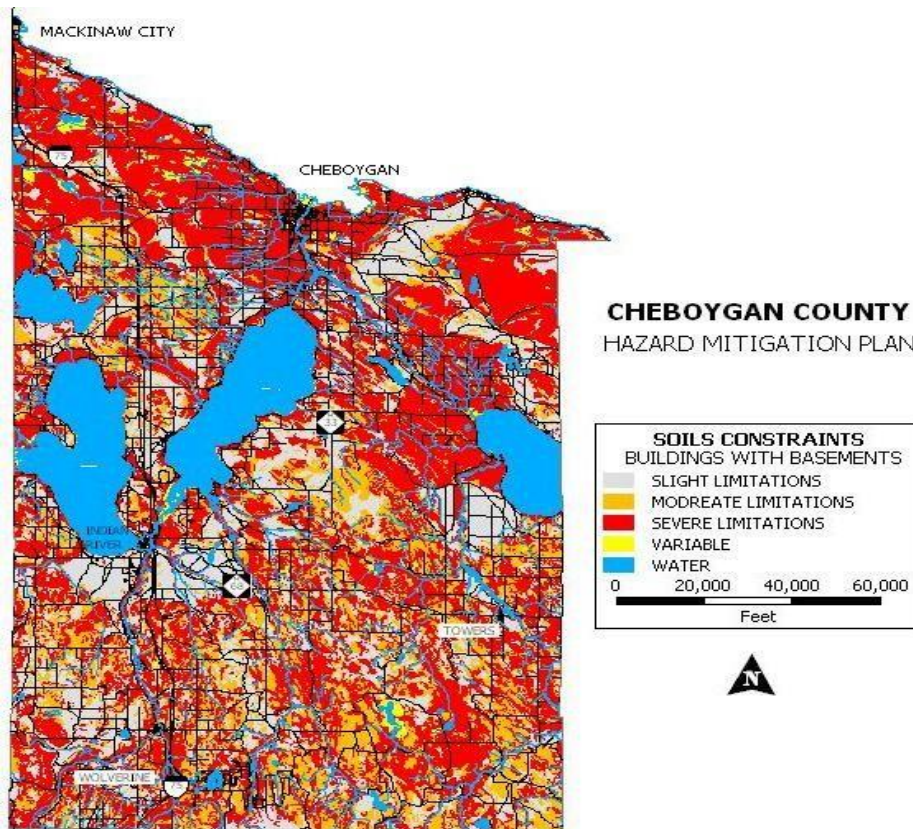 MACKINAW CITY
75
CHEBOYGAN
CHEBOYGAN COUNTY
HAZARD MITIGATION PLAN
33
SOILS CONSTRAINTS
BUILDINGS WITH BASEMENTS
SLIGHT LIMITATIONS
MODREATE LIMITATIONS
SEVERE LIMITATIONS
VARIABLE
WATER
0 20,000 40,000 60,000
Feet
INDIAN
RIVER
68
TOWERS
N
WOLVERINE
75